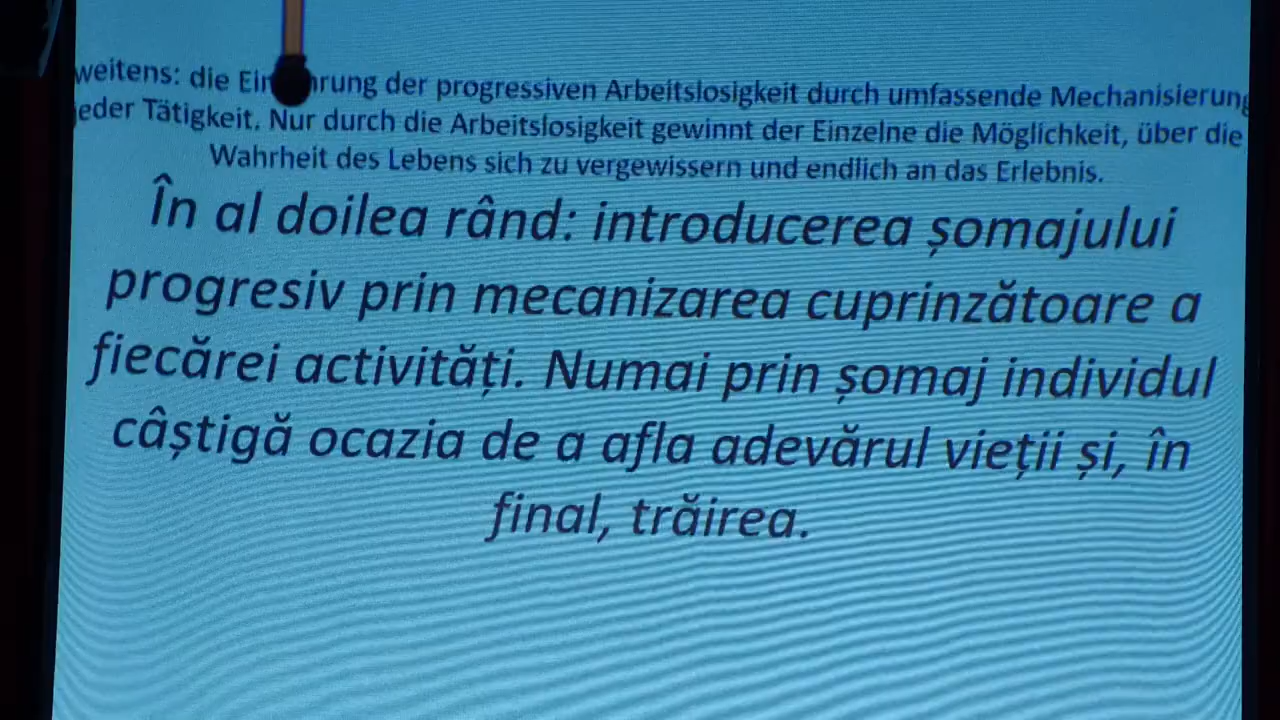 weitens: die Ein rung der progressiven Arbeitslosigkeit durch umfassende Mechanisierung
jeder Tätigkeit. Nur durch die Arbeitslosigkeit gewinnt der Einzelne die Möglichkeit, über die
Wahrheit des Lebens sich zu vergewissern und endlich an das Erlebnis.
În al doilea rând: introducerea șomajului
progresiv prin mecanizarea cuprinzătoare a
fiecărei activități. Numai prin șomaj individul
câștigă ocazia de a afla adevărul vieții și, în
final, trăirea.